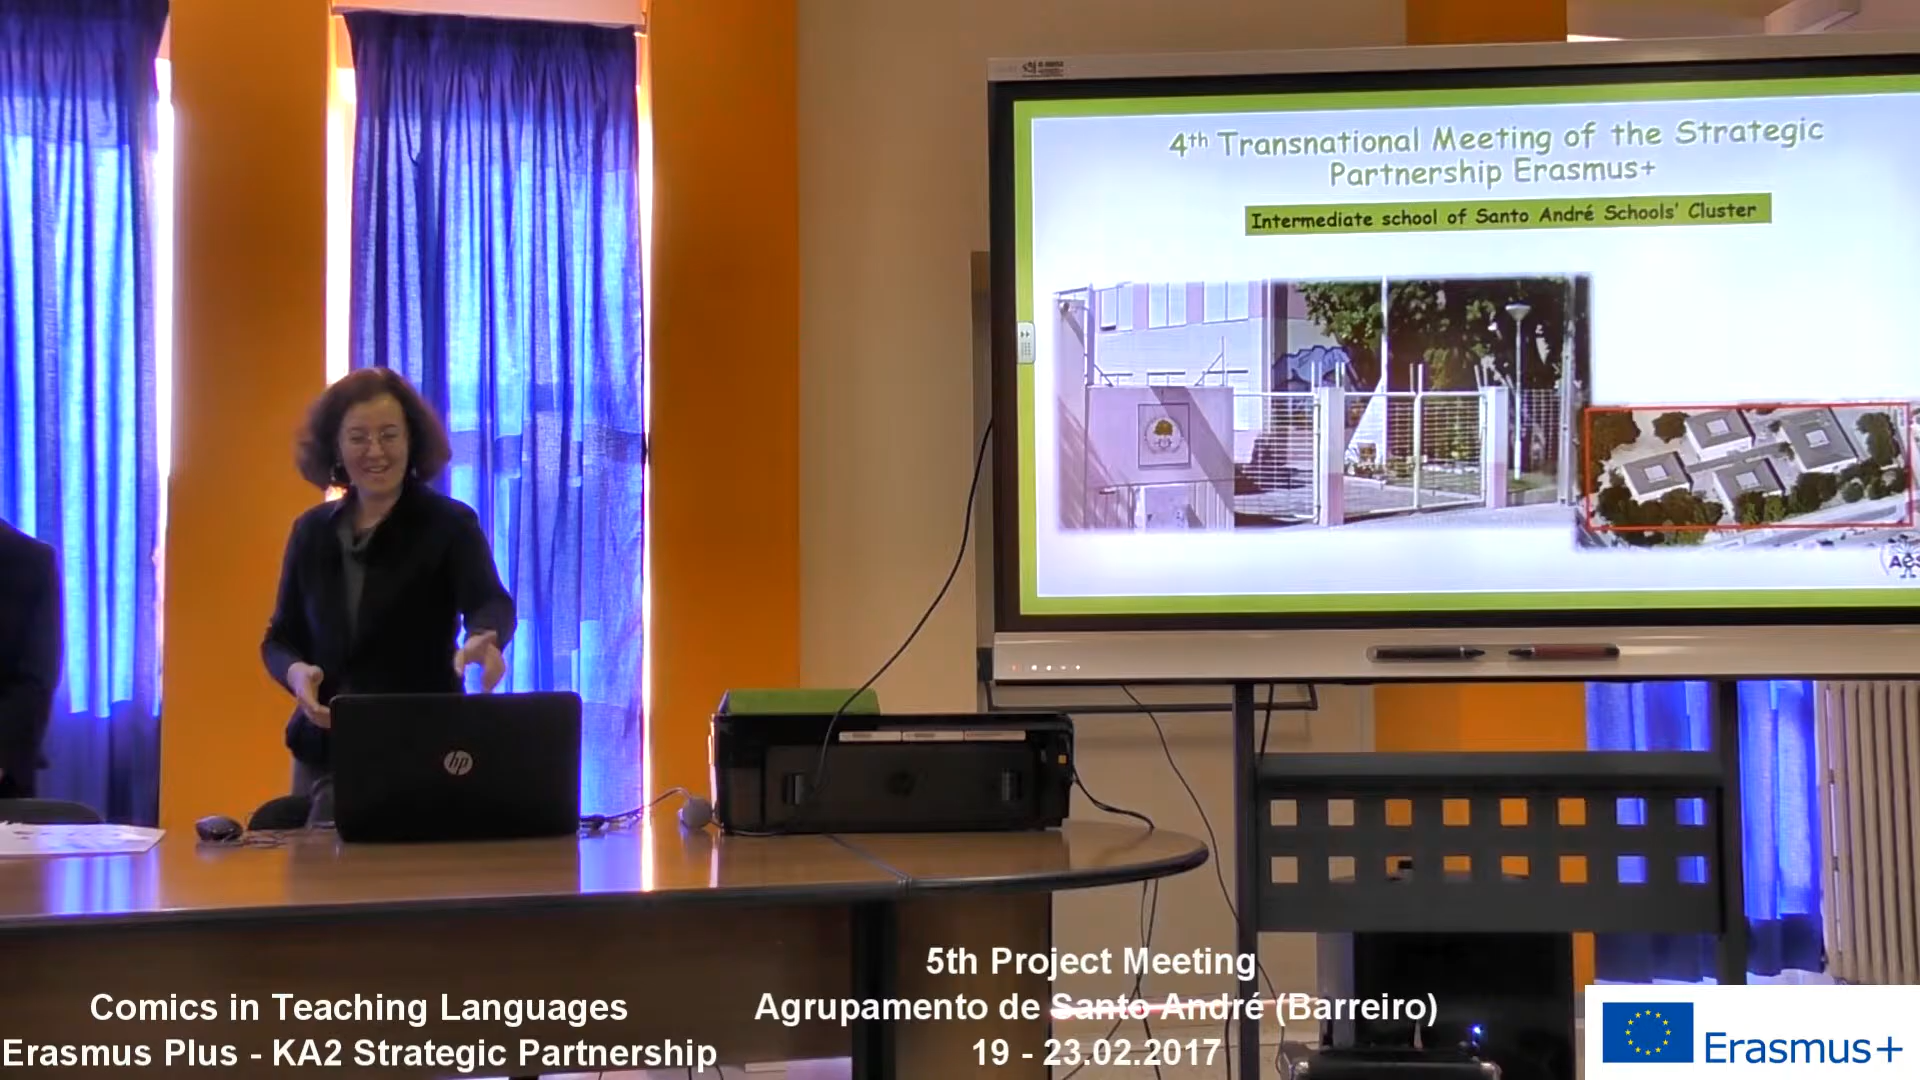 4th Transnational Meeting of the Strategic
Partnership Erasmus+
Intermediate school of Santo André Schools' Cluster
hp
5th Project Meeting
Comics in Teaching Languages
Agrupamento de Santo André (Barreiro)
Erasmus Plus - KA2 Strategic Partnership
19 - 23.02.2017
Erasmus+